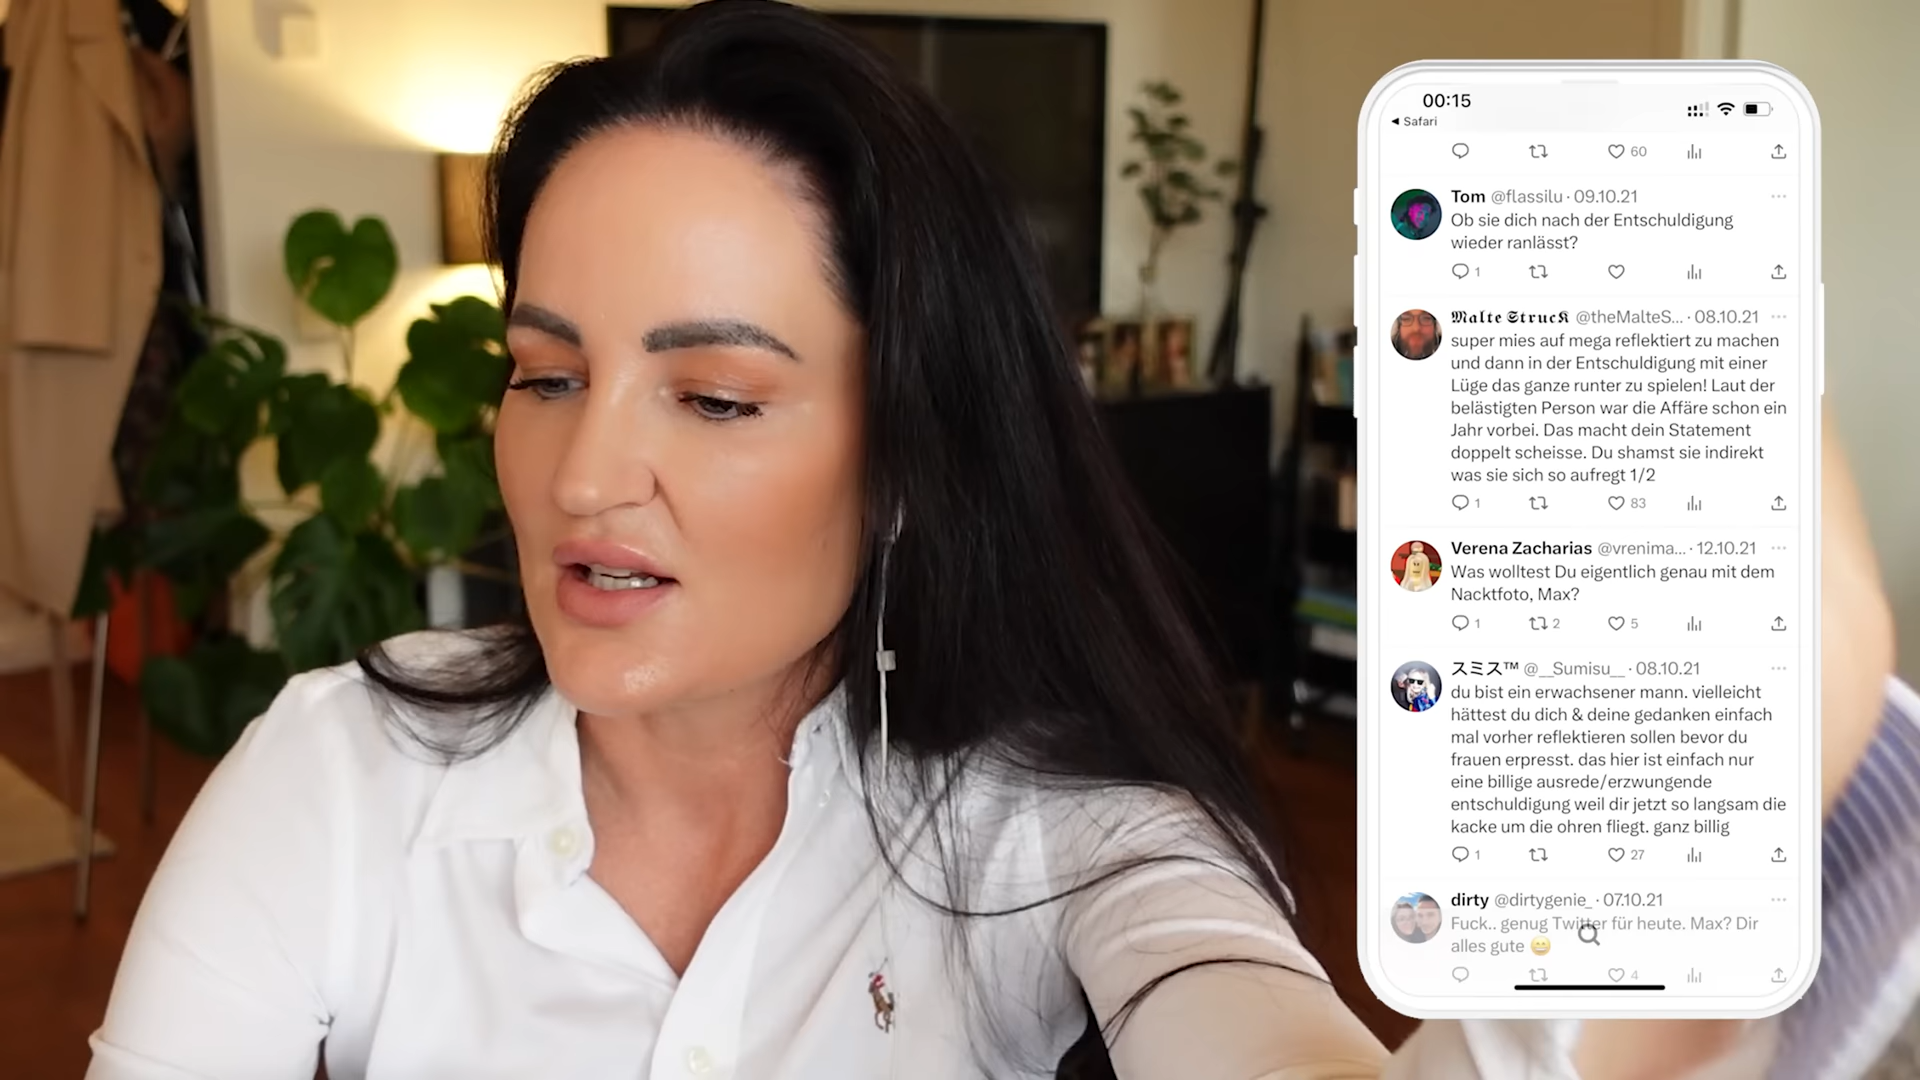 00:15
◀ Safari
60
Tom @flassilu · 09.10.21
Ob sie dich nach der Entschuldigung
wieder ranlässt?
1
Malte Struck @theMalteS... · 08.10.21
super mies auf mega reflektiert zu machen
und dann in der Entschuldigung mit einer
Lüge das ganze runter zu spielen! Laut der
belästigten Person war die Affäre schon ein
Jahr vorbei. Das macht dein Statement
doppelt scheisse. Du shamst sie indirekt
was sie sich so aufregt 1/2
1 83
Verena Zacharias @vrenima... · 12.10.21
Was wolltest Du eigentlich genau mit dem
Nacktfoto, Max?
1 2 5
スミス™ @__Sumisu__ · 08.10.21
du bist ein erwachsener mann. vielleicht
hättest du dich & deine gedanken einfach
mal vorher reflektieren sollen bevor du
frauen erpresst. das hier ist einfach nur
eine billige ausrede/erzwungende
entschuldigung weil dir jetzt so langsam die
kacke um die ohren fliegt. ganz billig
1 27
dirty @dirtygenie_ · 07.10.21
Fuck.. genug Twitter für heute. Max? Dir
alles gute 😁
4